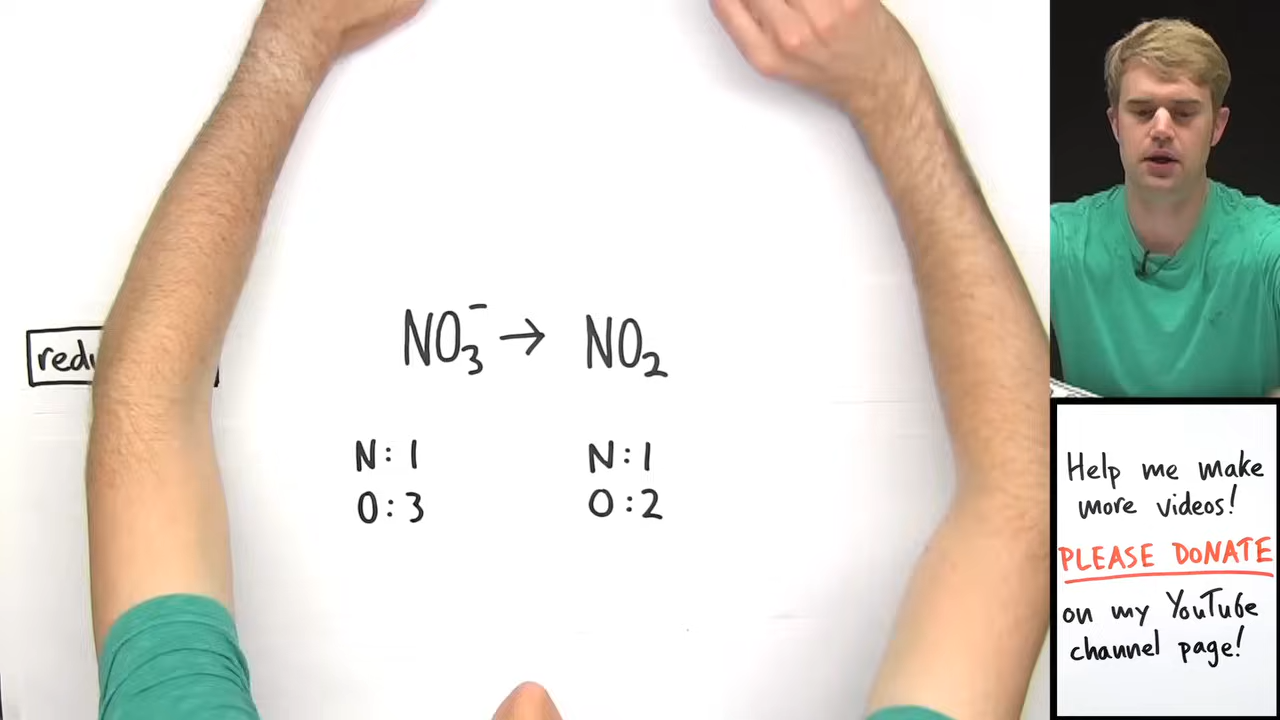 NO₃⁻ → NO₂
N : 1 N : 1
O : 3 O : 2
Help me make
more videos!
PLEASE DONATE
on my YouTube
channel page!